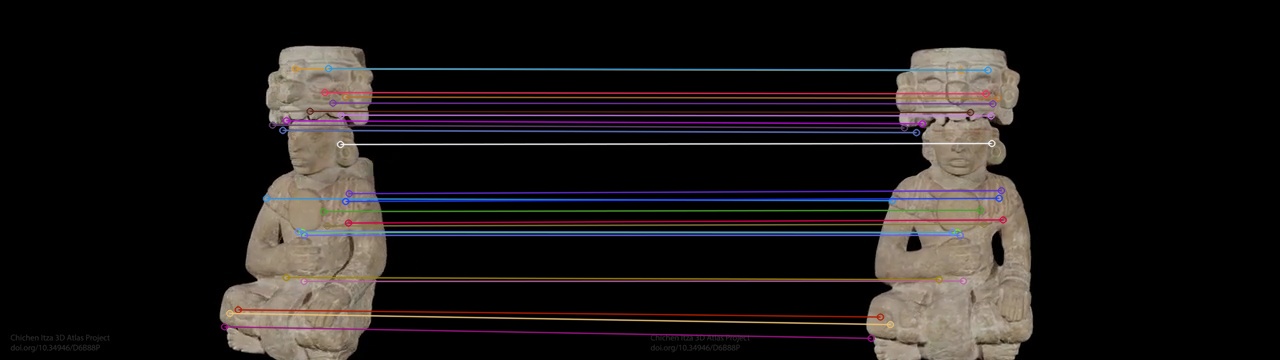 Chichen Itza 3D Atlas Project
doi.org/10.34946/D6B88P
Chichen Itza 3D Atlas Project
doi.org/10.34946/D6B88P